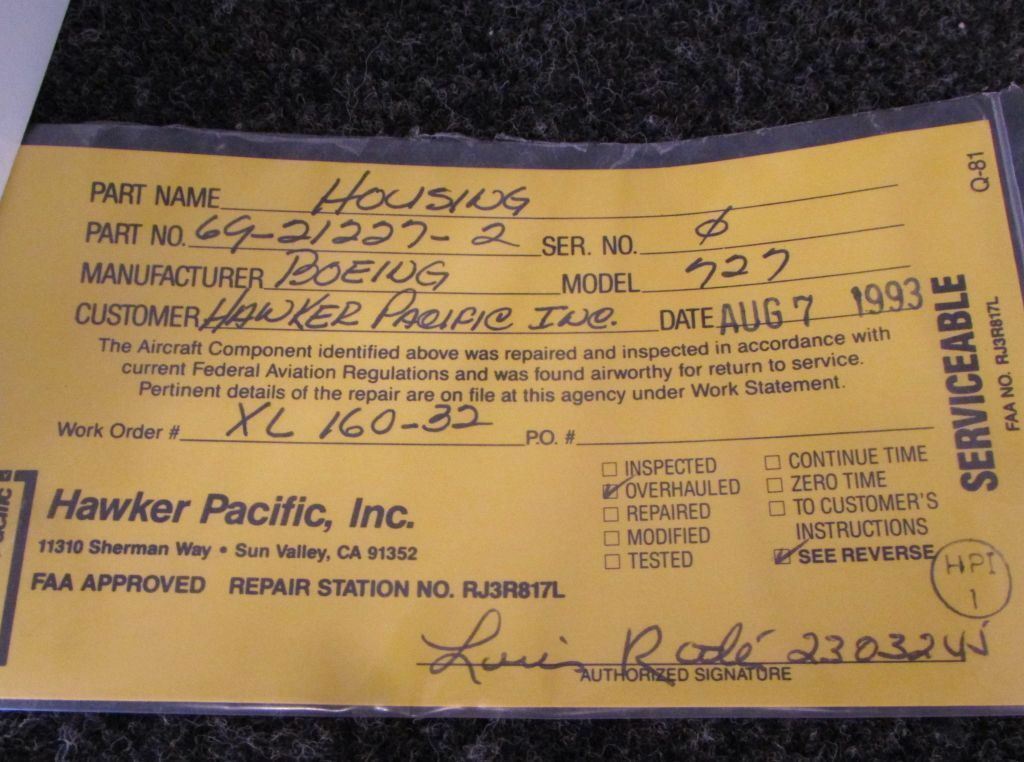 PART NAME HOUSING
PART NO. 69-21227-2 SER. NO. ∅
MANUFACTURER BOEING MODEL 727
CUSTOMER HAWKER PACIFIC INC. DATE AUG 7 1993
The Aircraft Component identified above was repaired and inspected in accordance with
current Federal Aviation Regulations and was found airworthy for return to service.
Pertinent details of the repair are on file at this agency under Work Statement.
Work Order # XL 160-32 P.O. #
Hawker Pacific, Inc.
11310 Sherman Way • Sun Valley, CA 91352
FAA APPROVED REPAIR STATION NO. RJ3R817L
INSPECTED
OVERHAULED
REPAIRED
MODIFIED
TESTED
CONTINUE TIME
ZERO TIME
TO CUSTOMER'S
INSTRUCTIONS
SEE REVERSE
HPI
1
AUTHORIZED SIGNATURE
SERVICEABLE
FAA NO. RJ3R817L
Q-81